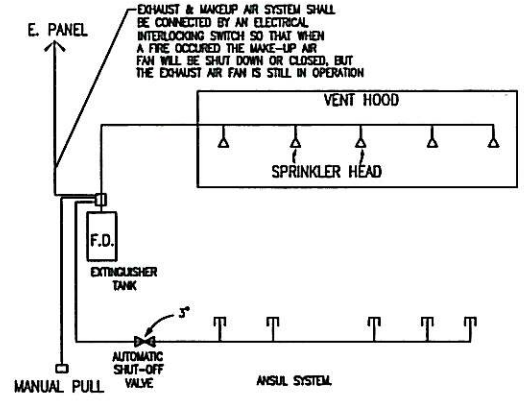 EXHAUST & MAKEUP AIR SYSTEM SHALL
BE CONNECTED BY AN ELECTRICAL
INTERLOCKING SWITCH SO THAT WHEN
A FIRE OCCURED THE MAKE-UP AIR
FAN WILL BE SHUT DOWN OR CLOSED, BUT
THE EXHAUST AIR FAN IS STILL IN OPERATION
E. PANEL
VENT HOOD
SPRINKLER HEAD
F.D.
EXTINGUISHER
TANK
3"
AUTOMATIC
SHUT-OFF
VALVE
MANUAL PULL
ANSUL SYSTEM.